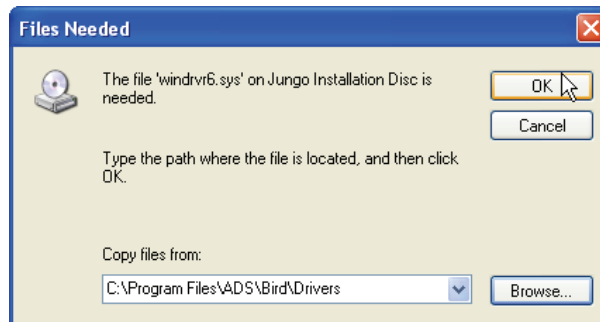 Files Needed
The file 'windrvr6.sys' on Jungo Installation Disc is
needed.
OK
Cancel
Type the path where the file is located, and then click
OK.
Copy files from:
C:\Program Files\ADS\Bird\Drivers
Browse...